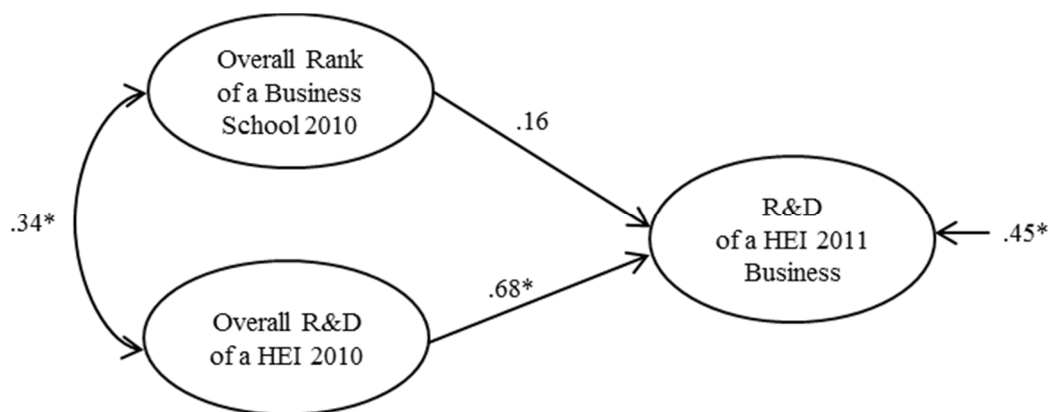 Overall Rank
of a Business
School 2010
.16
.34*
R&D
of a HEI 2011
Business
.45*
.68*
Overall R&D
of a HEI 2010